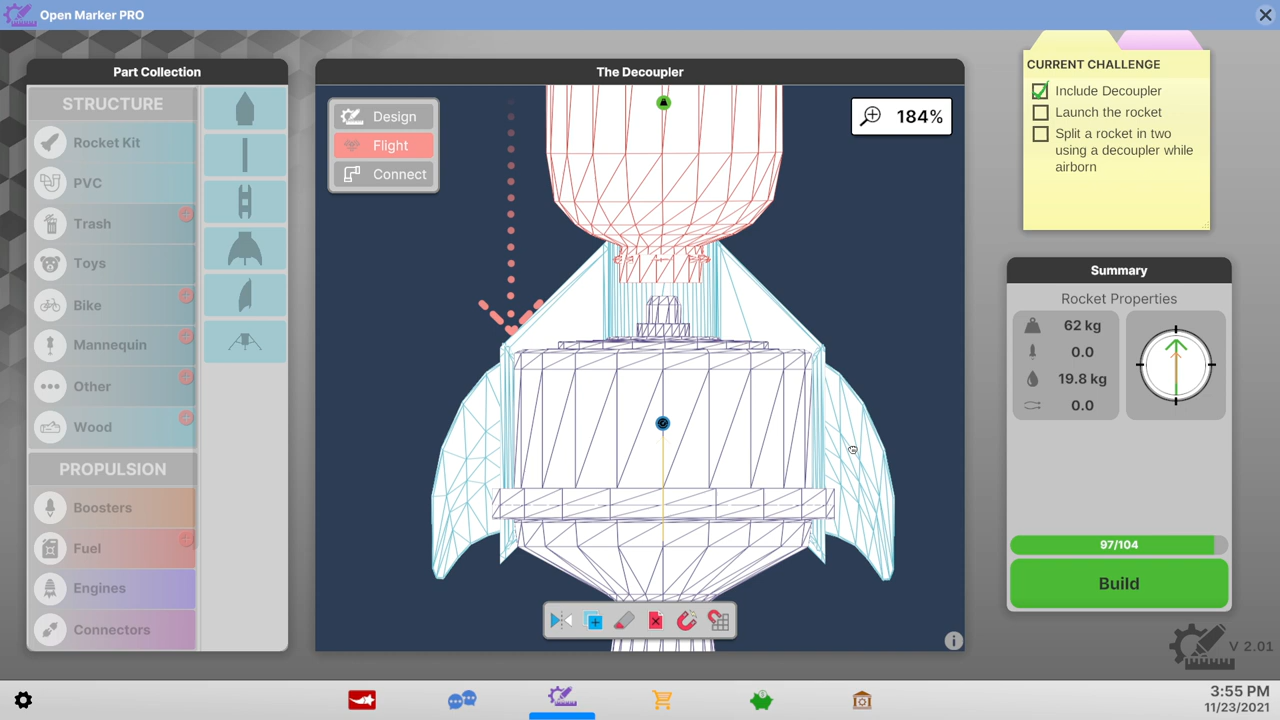 Open Marker PRO
Part Collection
STRUCTURE
Rocket Kit
PVC
Trash
Toys
Bike
Mannequin
Other
Wood
PROPULSION
Boosters
Fuel
Engines
Connectors
The Decoupler
Design
Flight
Connect
184%
CURRENT CHALLENGE
Include Decoupler
Launch the rocket
Split a rocket in two
using a decoupler while
airborn
Summary
Rocket Properties
62 kg
0.0
19.8 kg
0.0
97/104
Build
V 2.01
3:55 PM
11/23/2021